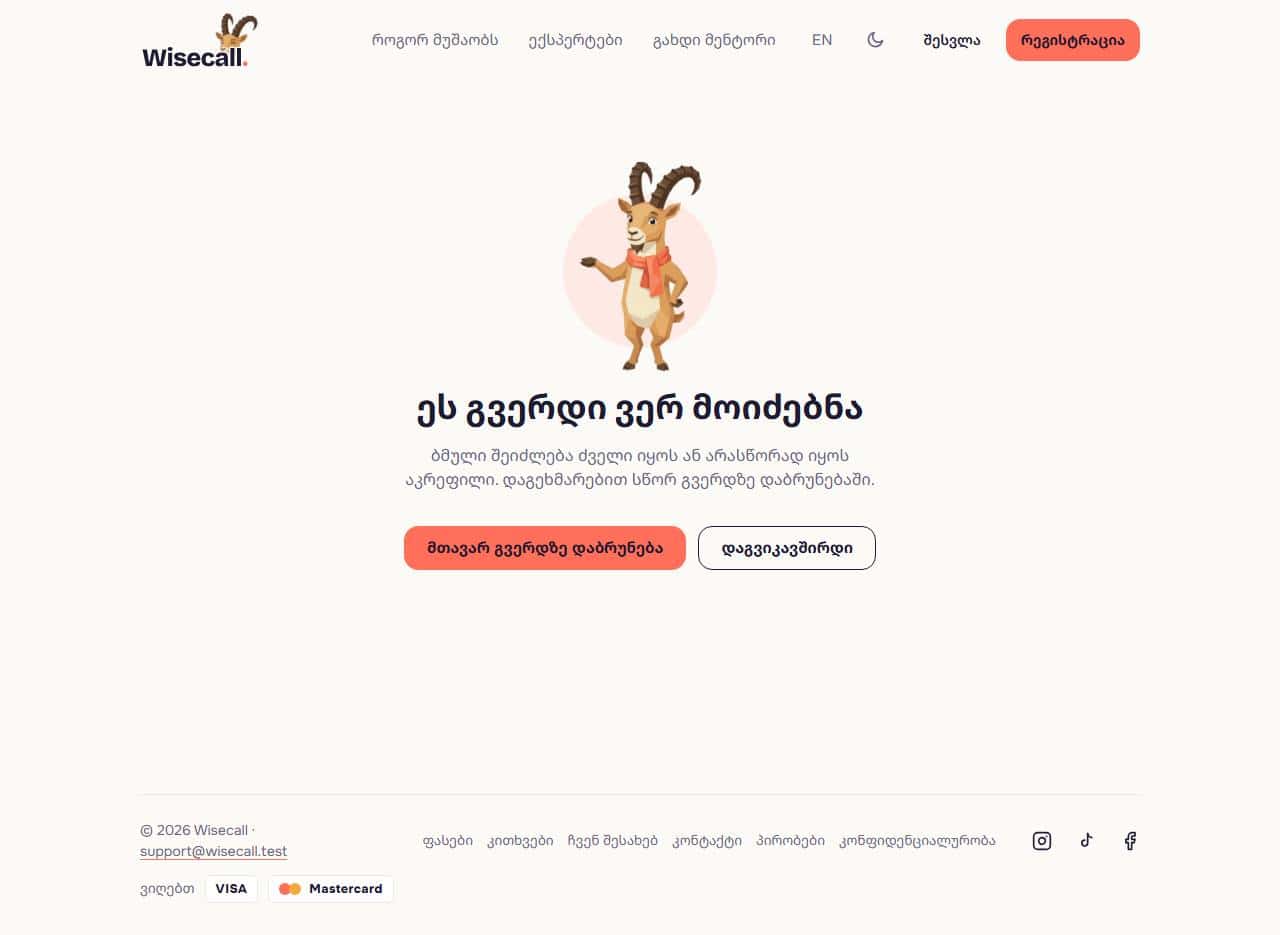 Wisecall.
როგორ მუშაობს ექსპერტები გახდი მენტორი EN შესვლა რეგისტრაცია
ეს გვერდი ვერ მოიძებნა
ბმული შეიძლება ძველი იყოს ან არასწორად იყოს
აკრეფილი. დაგეხმარებით სწორ გვერდზე დაბრუნებაში.
მთავარ გვერდზე დაბრუნება დაგვიკავშირდი
© 2026 Wisecall ·
support@wisecall.test
ფასები კითხვები ჩვენ შესახებ კონტაქტი პირობები კონფიდენციალურობა
ვიღებთ VISA Mastercard